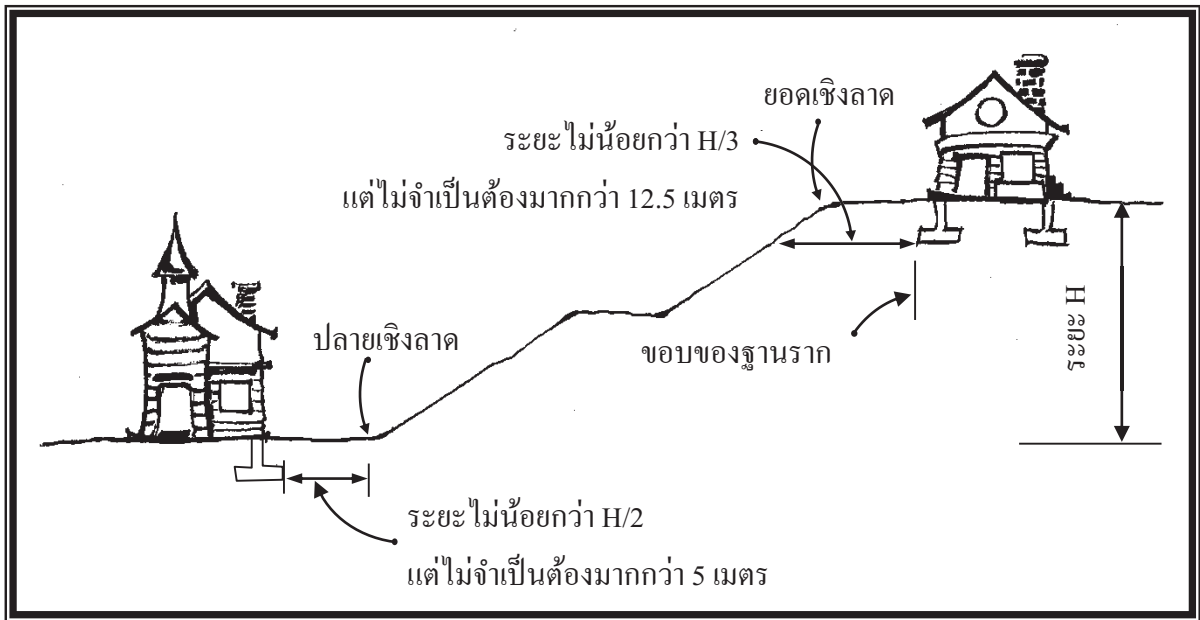 ยอดเชิงลาด
ระยะไม่น้อยกว่า H/3
แต่ไม่จำเป็นต้องมากกว่า 12.5 เมตร
ระยะ H
ปลายเชิงลาด
ขอบของฐานราก
ระยะไม่น้อยกว่า H/2
แต่ไม่จำเป็นต้องมากกว่า 5 เมตร